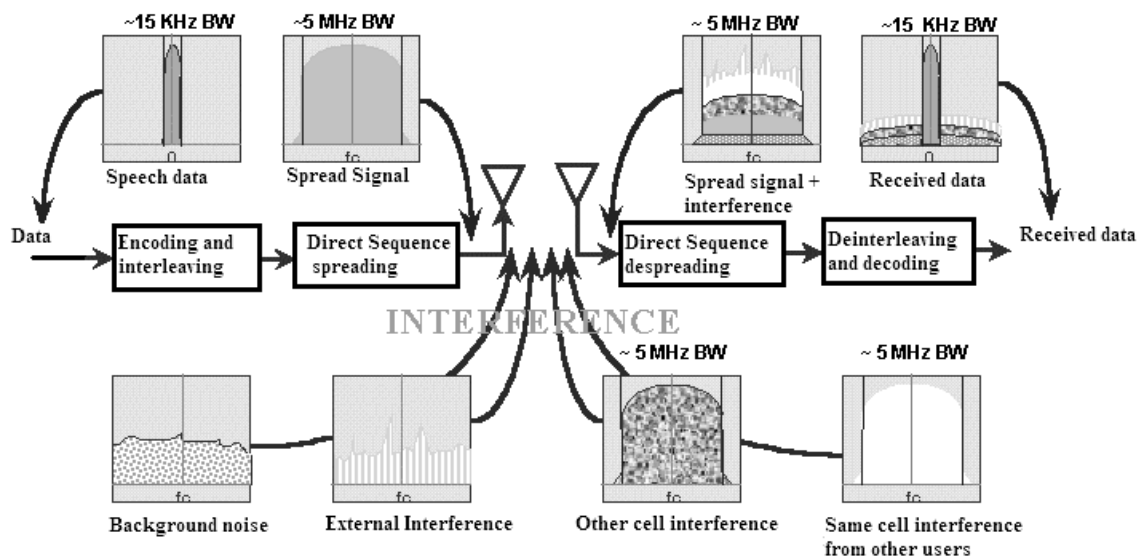 ~15 KHz BW
~5 MHz BW
~ 5 MHz BW
~15 KHz BW
0
fc
fc
0
Speech data
Spread Signal
Spread signal +
interference
Received data
Data
Encoding and
interleaving
Direct Sequence
spreading
Direct Sequence
despreading
Deinterleaving
and decoding
Received data
INTERFERENCE
~ 5 MHz BW
~ 5 MHz BW
fc
fc
fc
fc
Background noise
External Interference
Other cell interference
Same cell interference
from other users